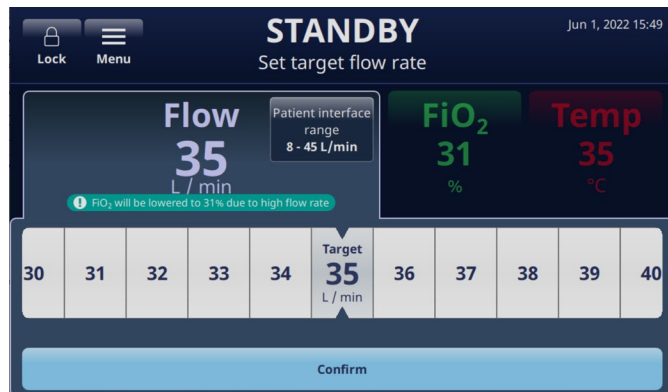 STANDBY
Set target flow rate
Jun 1, 2022 15:49
Lock
Menu
Flow
35
L / min
Patient interface
range
8 - 45 L/min
FiO₂ will be lowered to 31% due to high flow rate
FiO₂
31
%
Temp
35
°C
30 31 32 33 34
Target
35
L / min
36 37 38 39 40
Confirm